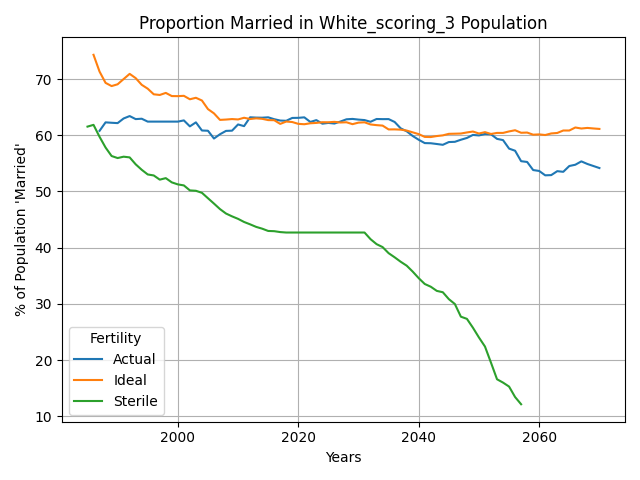 Proportion Married in White_scoring_3 Population
% of Population 'Married'
70
60
50
40
30
20
10
Fertility
Actual
Ideal
Sterile
2000
2020
2040
2060
Years